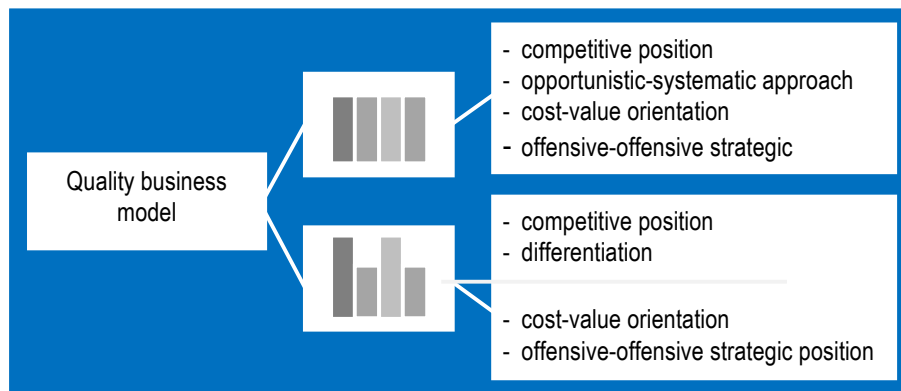 Quality business
model
- competitive position
- opportunistic-systematic approach
- cost-value orientation
- offensive-offensive strategic
- competitive position
- differentiation
- cost-value orientation
- offensive-offensive strategic position